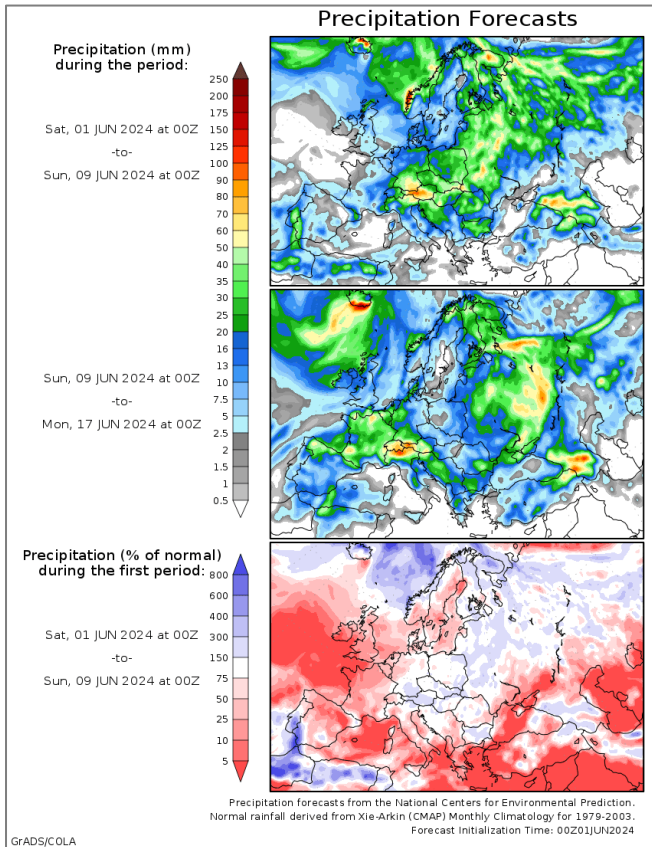 Precipitation Forecasts
Precipitation (mm)
during the period:
250
200
175
150
125
100
90
80
70
60
50
40
35
30
25
20
16
13
10
7.5
5
2.5
2
1.5
1
0.5
Sat, 01 JUN 2024 at 00Z
-to-
Sun, 09 JUN 2024 at 00Z
Sun, 09 JUN 2024 at 00Z
-to-
Mon, 17 JUN 2024 at 00Z
Precipitation (% of normal)
during the first period:
800
600
400
300
150
75
50
25
10
5
Sat, 01 JUN 2024 at 00Z
-to-
Sun, 09 JUN 2024 at 00Z
Precipitation forecasts from the National Centers for Environmental Prediction.
Normal rainfall derived from Xie-Arkin (CMAP) Monthly Climatology for 1979-2003.
Forecast Initialization Time: 00Z01JUN2024
GrADS/COLA